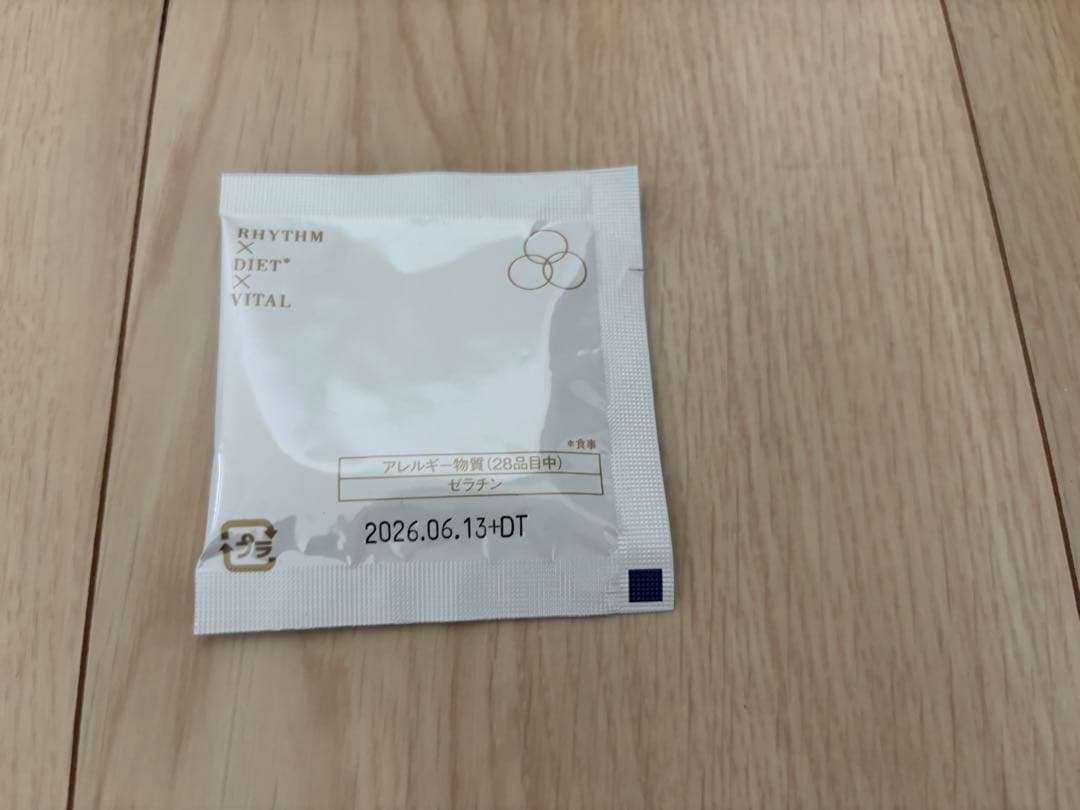 RHYTHM
×
DIET*
×
VITAL
*食事
アレルギー物質(28品目中)
ゼラチン
プラ
2026.06.13+DT